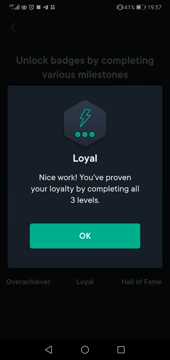 41% 19:57
Unlock badges by completing
various milestones
Loyal
Nice work! You've proven
your loyalty by completing all
3 levels.
OK
Overachiever Loyal Hall of Fame